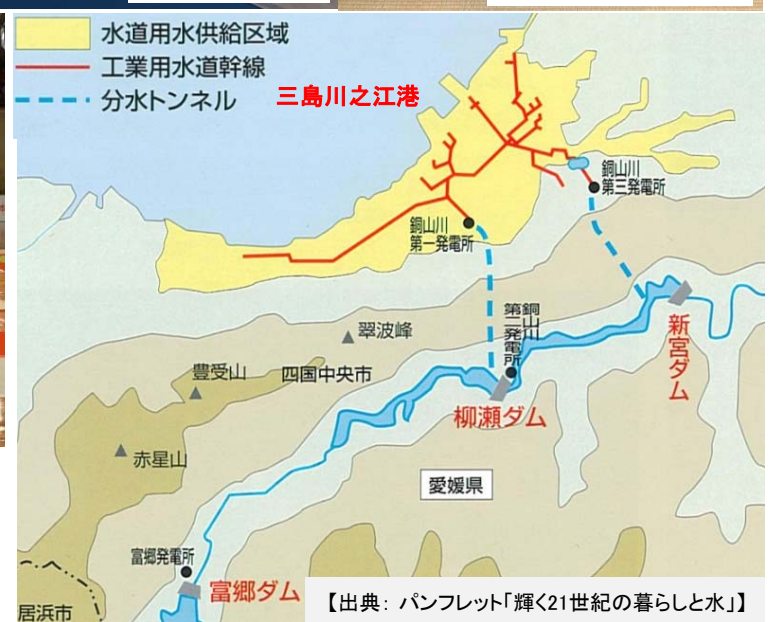 水道用水供給区域
工業用水道幹線
分水トンネル
三島川之江港
銅山川
第三発電所
銅山川
第一発電所
銅山川
第二発電所
新宮ダム
翠波峰
豊受山
四国中央市
柳瀬ダム
赤星山
愛媛県
富郷発電所
富郷ダム
居浜市
【出典: パンフレット「輝く21世紀の暮らしと水」】